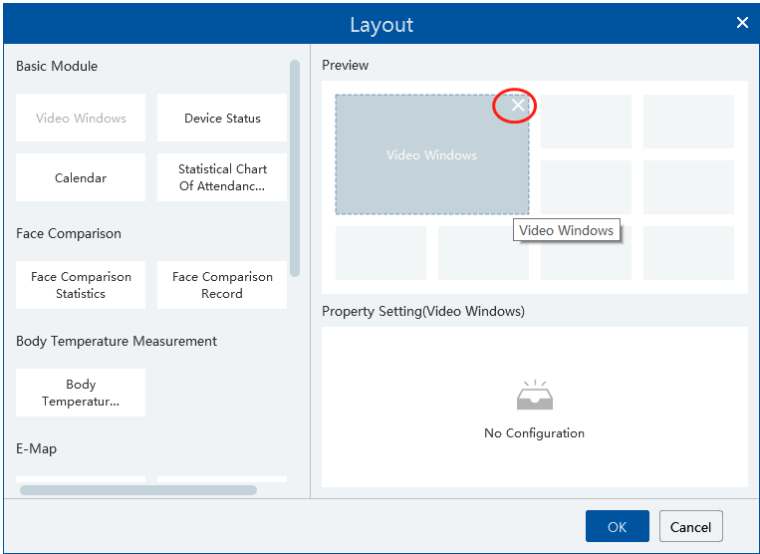 Layout
Basic Module
Video Windows
Device Status
Calendar
Statistical Chart
Of Attendanc...
Face Comparison
Face Comparison
Statistics
Face Comparison
Record
Body Temperature Measurement
Body
Temperatur...
E-Map
Preview
Video Windows
Video Windows
Property Setting(Video Windows)
No Configuration
OK
Cancel